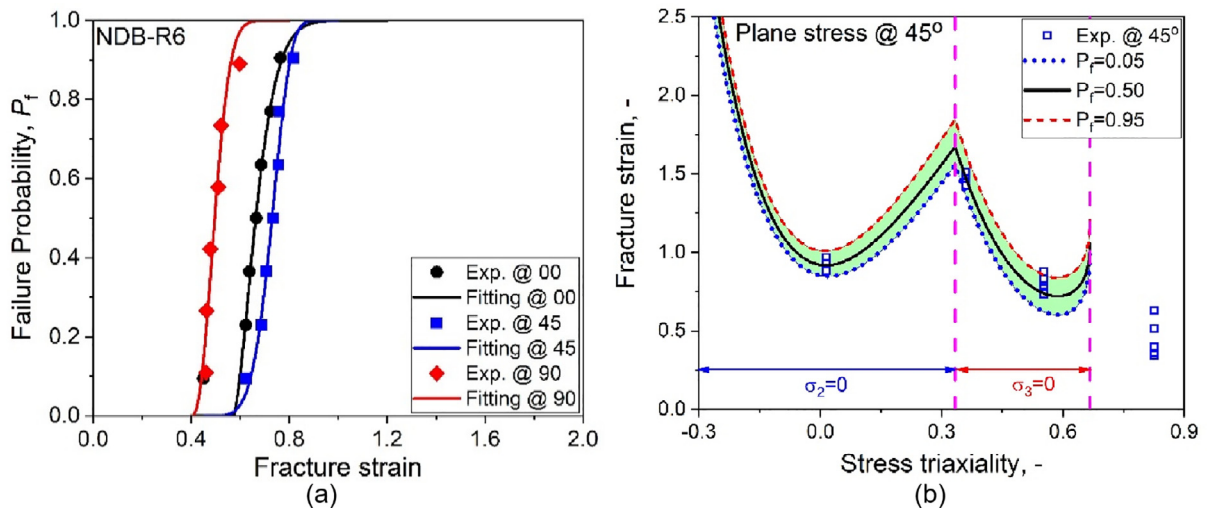 NDB-R6
1.0
0.8
0.6
0.4
0.2
0.0
Failure Probability, P_f
Exp. @ 00
Fitting @ 00
Exp. @ 45
Fitting @ 45
Exp. @ 90
Fitting @ 90
0.0 0.4 0.8 1.2 1.6 2.0
Fracture strain
(a)
Plane stress @ 45°
2.5
2.0
1.5
1.0
0.5
0.0
Fracture strain, -
Exp. @ 45°
P_f=0.05
P_f=0.50
P_f=0.95
σ₂=0
σ₃=0
-0.3 0.0 0.3 0.6 0.9
Stress triaxiality, -
(b)